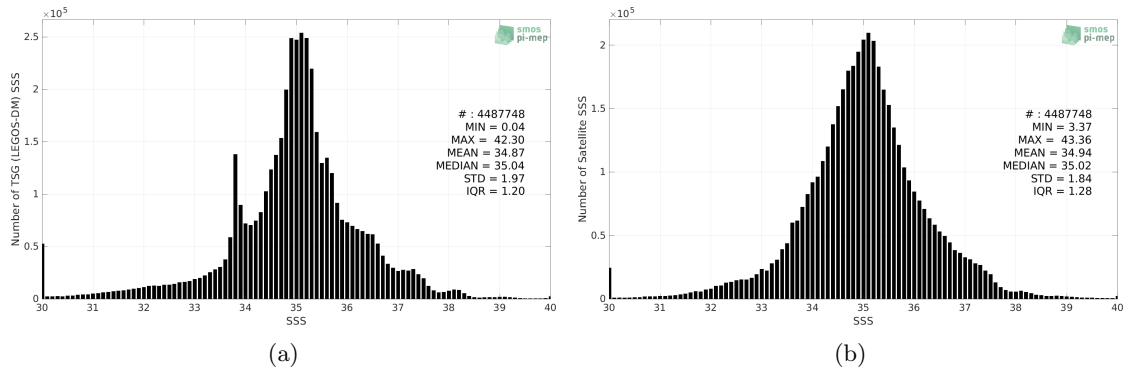 ×10⁵
2.5
2
1.5
1
0.5
0
30 31 32 33 34 35 36 37 38 39 40
SSS
Number of TSG (LEGOS-DM) SSS
smos
pi-mep
# : 4487748
MIN = 0.04
MAX = 42.30
MEAN = 34.87
MEDIAN = 35.04
STD = 1.97
IQR = 1.20
(a)
×10⁵
2
1.5
1
0.5
0
30 31 32 33 34 35 36 37 38 39 40
SSS
Number of Satellite SSS
smos
pi-mep
# : 4487748
MIN = 3.37
MAX = 43.36
MEAN = 34.94
MEDIAN = 35.02
STD = 1.84
IQR = 1.28
(b)